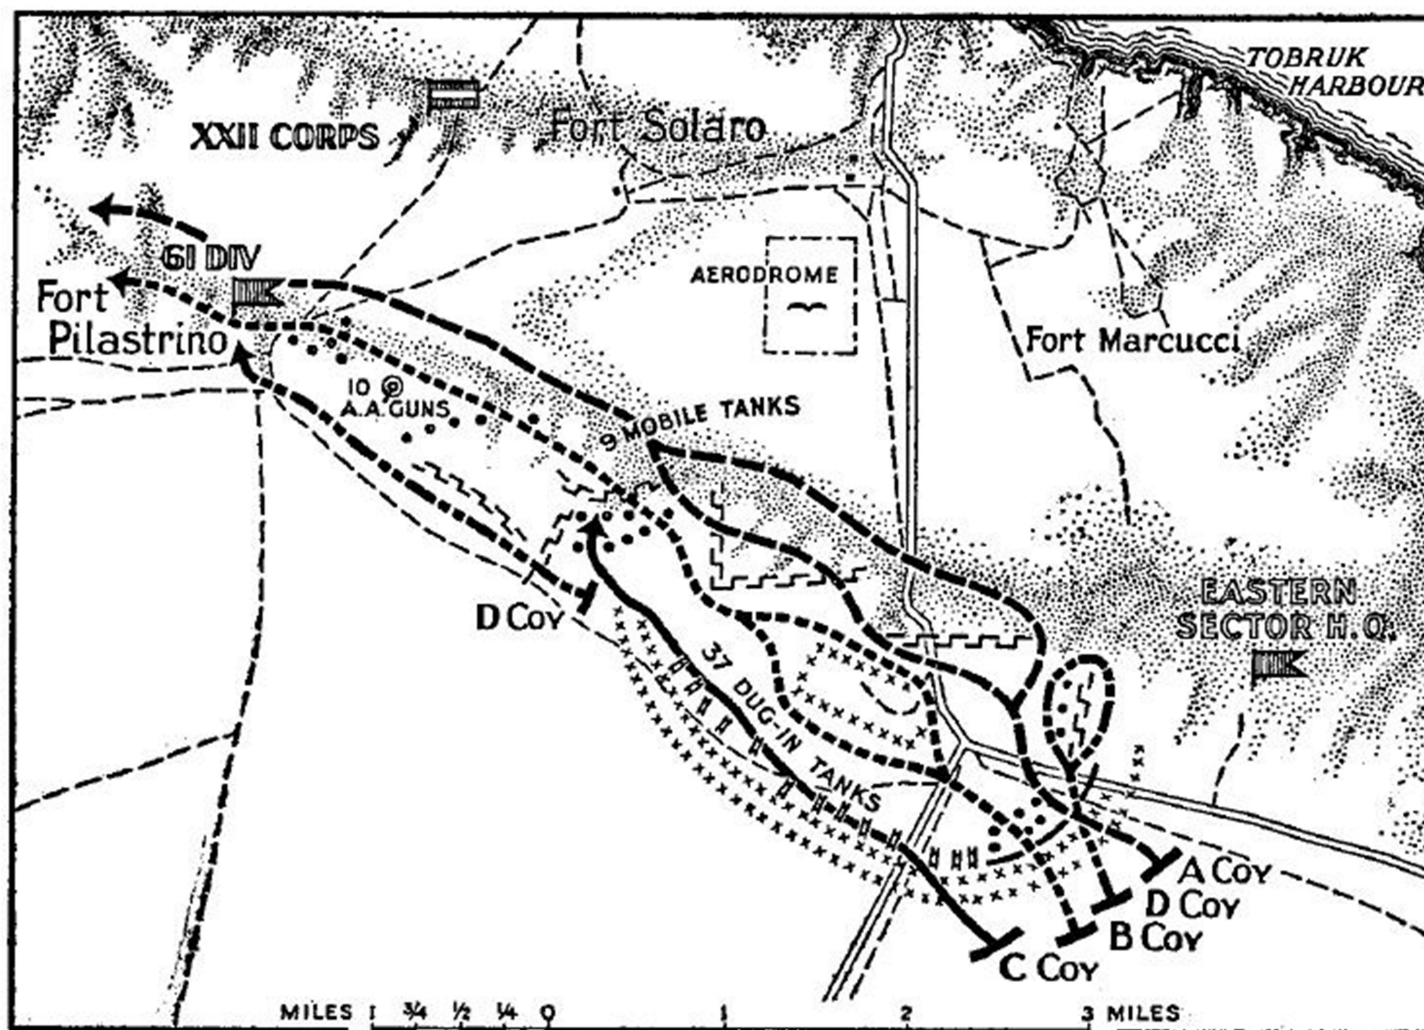 TOBRUK
HARBOUR
XXII CORPS
Fort Solaro
61 DIV
AERODROME
Fort
Pilastrino
Fort Marcucci
10
A.A. GUNS
9 MOBILE TANKS
EASTERN
SECTOR H.Q.
D COY
37 DUG-IN TANKS
A COY
D COY
B COY
C COY
MILES 1 3/4 1/2 1/4 0 1 2 3 MILES